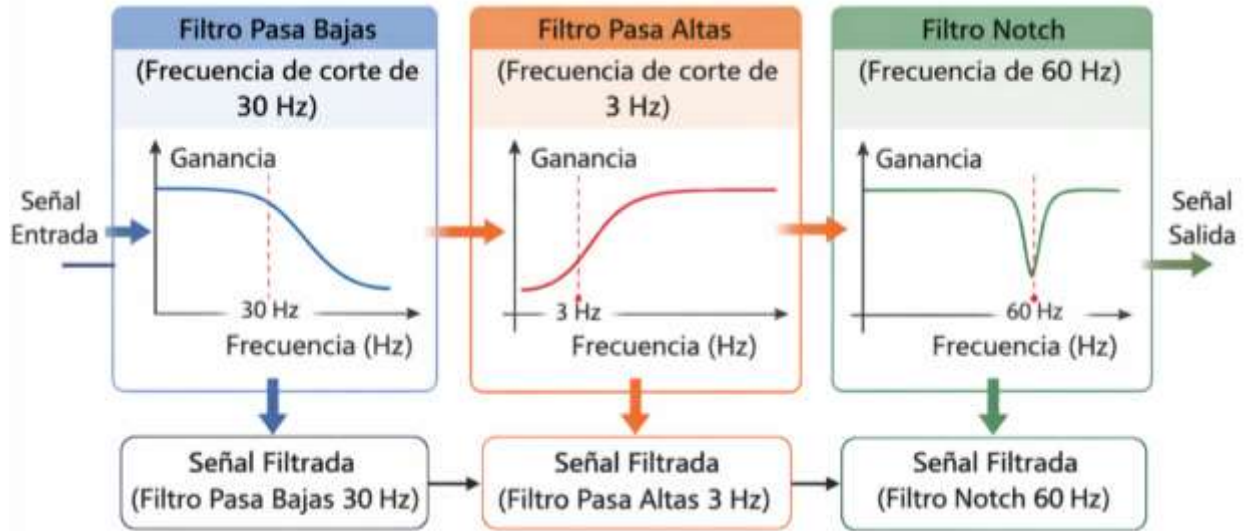 Filtro Pasa Bajas
(Frecuencia de corte de
30 Hz)
Ganancia
30 Hz
Frecuencia (Hz)
Filtro Pasa Altas
(Frecuencia de corte de
3 Hz)
Ganancia
3 Hz
Frecuencia (Hz)
Filtro Notch
(Frecuencia de 60 Hz)
Ganancia
60 Hz
Frecuencia (Hz)
Señal
Entrada
Señal
Salida
Señal Filtrada
(Filtro Pasa Bajas 30 Hz)
Señal Filtrada
(Filtro Pasa Altas 3 Hz)
Señal Filtrada
(Filtro Notch 60 Hz)